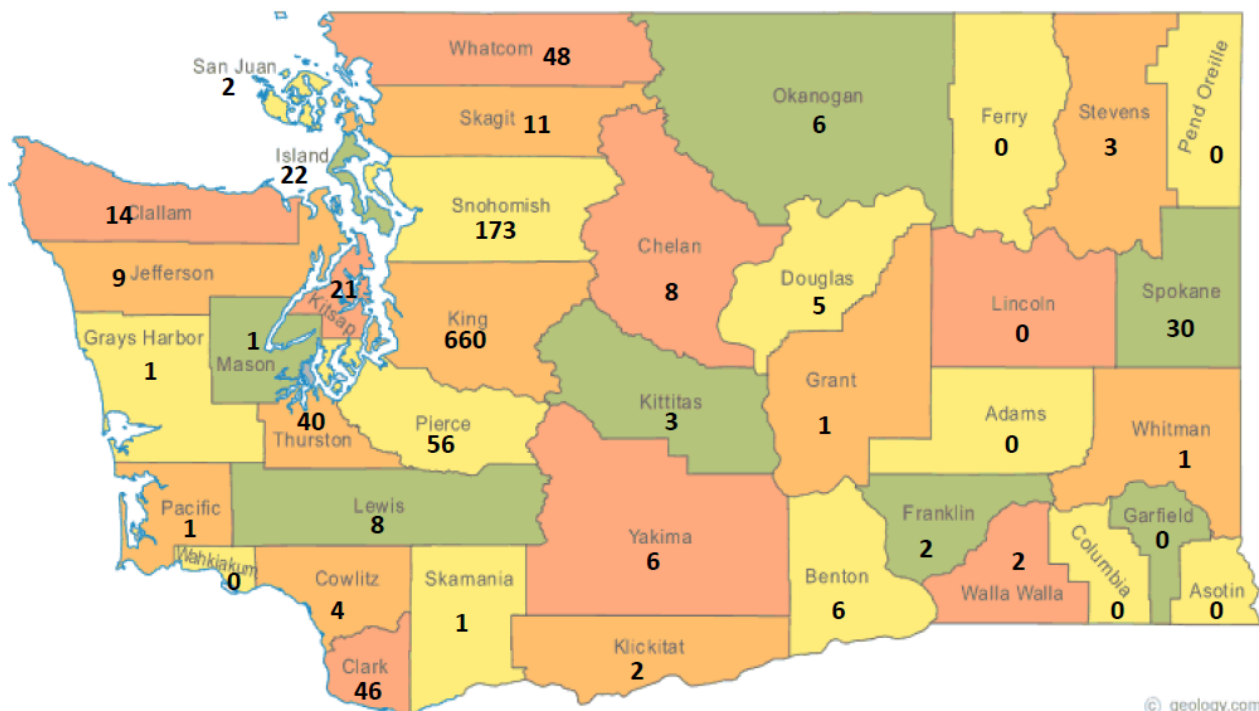 Whatcom 48
San Juan
2
Okanogan
6
Ferry
0
Stevens
3
Pend Oreille
0
Skagit 11
Island
22
14 Clallam
Snohomish
173
Chelan
8
Douglas
5
9 Jefferson
21
Kitsap
King
660
Lincoln
0
Spokane
30
Grays Harbor
1
1
Mason
Kittitas
3
Grant
1
Adams
0
Whitman
1
40
Thurston
Pierce
56
Pacific
1
Lewis
8
Yakima
6
Franklin
2
2
Walla Walla
Columbia
0
Garfield
0
Asotin
0
Wahkiakum
0
Cowlitz
4
Skamania
1
Benton
6
Klickitat
2
Clark
46
© geology.com